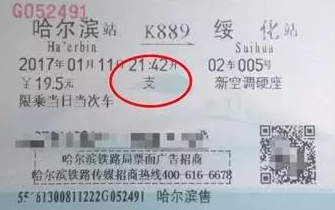 G052491
哈尔滨站 K889 绥化站
Ha'erbin Suihua
2017年01月11日21:42开 02车005号
￥19.5元 支 新空调硬座
限乘当日当次车
哈尔滨铁路局票面广告招商
哈尔滨铁路传媒招商热线400-616-6678
5561300811222G052491 哈尔滨售